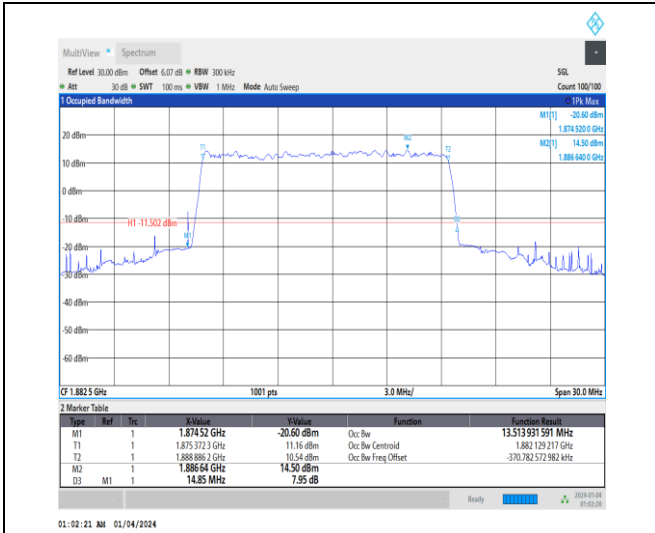 MultiView Spectrum
Ref Level 30.00 dBm Offset 6.07 dB RBW 300 kHz SGL
Att 30 dB SWT 100 ms VBW 1 MHz Mode Auto Sweep Count 100/100
1 Occupied Bandwidth 1Pk Max
M1[1] -20.60 dBm
1.874 520 0 GHz
M2[1] 14.50 dBm
1.886 640 0 GHz
20 dBm
M2
T1 T2
10 dBm
0 dBm
-10 dBm
H1 -11.502 dBm
M1
-20 dBm
-30 dBm
-40 dBm
-50 dBm
-60 dBm
CF 1.882 5 GHz 1001 pts 3.0 MHz/ Span 30.0 MHz
2 Marker Table
Type Ref Trc X-Value Y-Value Function Function Result
M1 1 1.874 52 GHz -20.60 dBm Occ Bw 13.513 931 591 MHz
T1 1 1.875 372 3 GHz 11.16 dBm Occ Bw Centroid 1.882 129 217 GHz
T2 1 1.888 886 2 GHz 10.54 dBm Occ Bw Freq Offset -370.782 572 982 kHz
M2 1 1.886 64 GHz 14.50 dBm
D3 M1 1 14.85 MHz 7.95 dB
Ready 2024-01-04
01:02:20
01:02:21 AM 01/04/2024